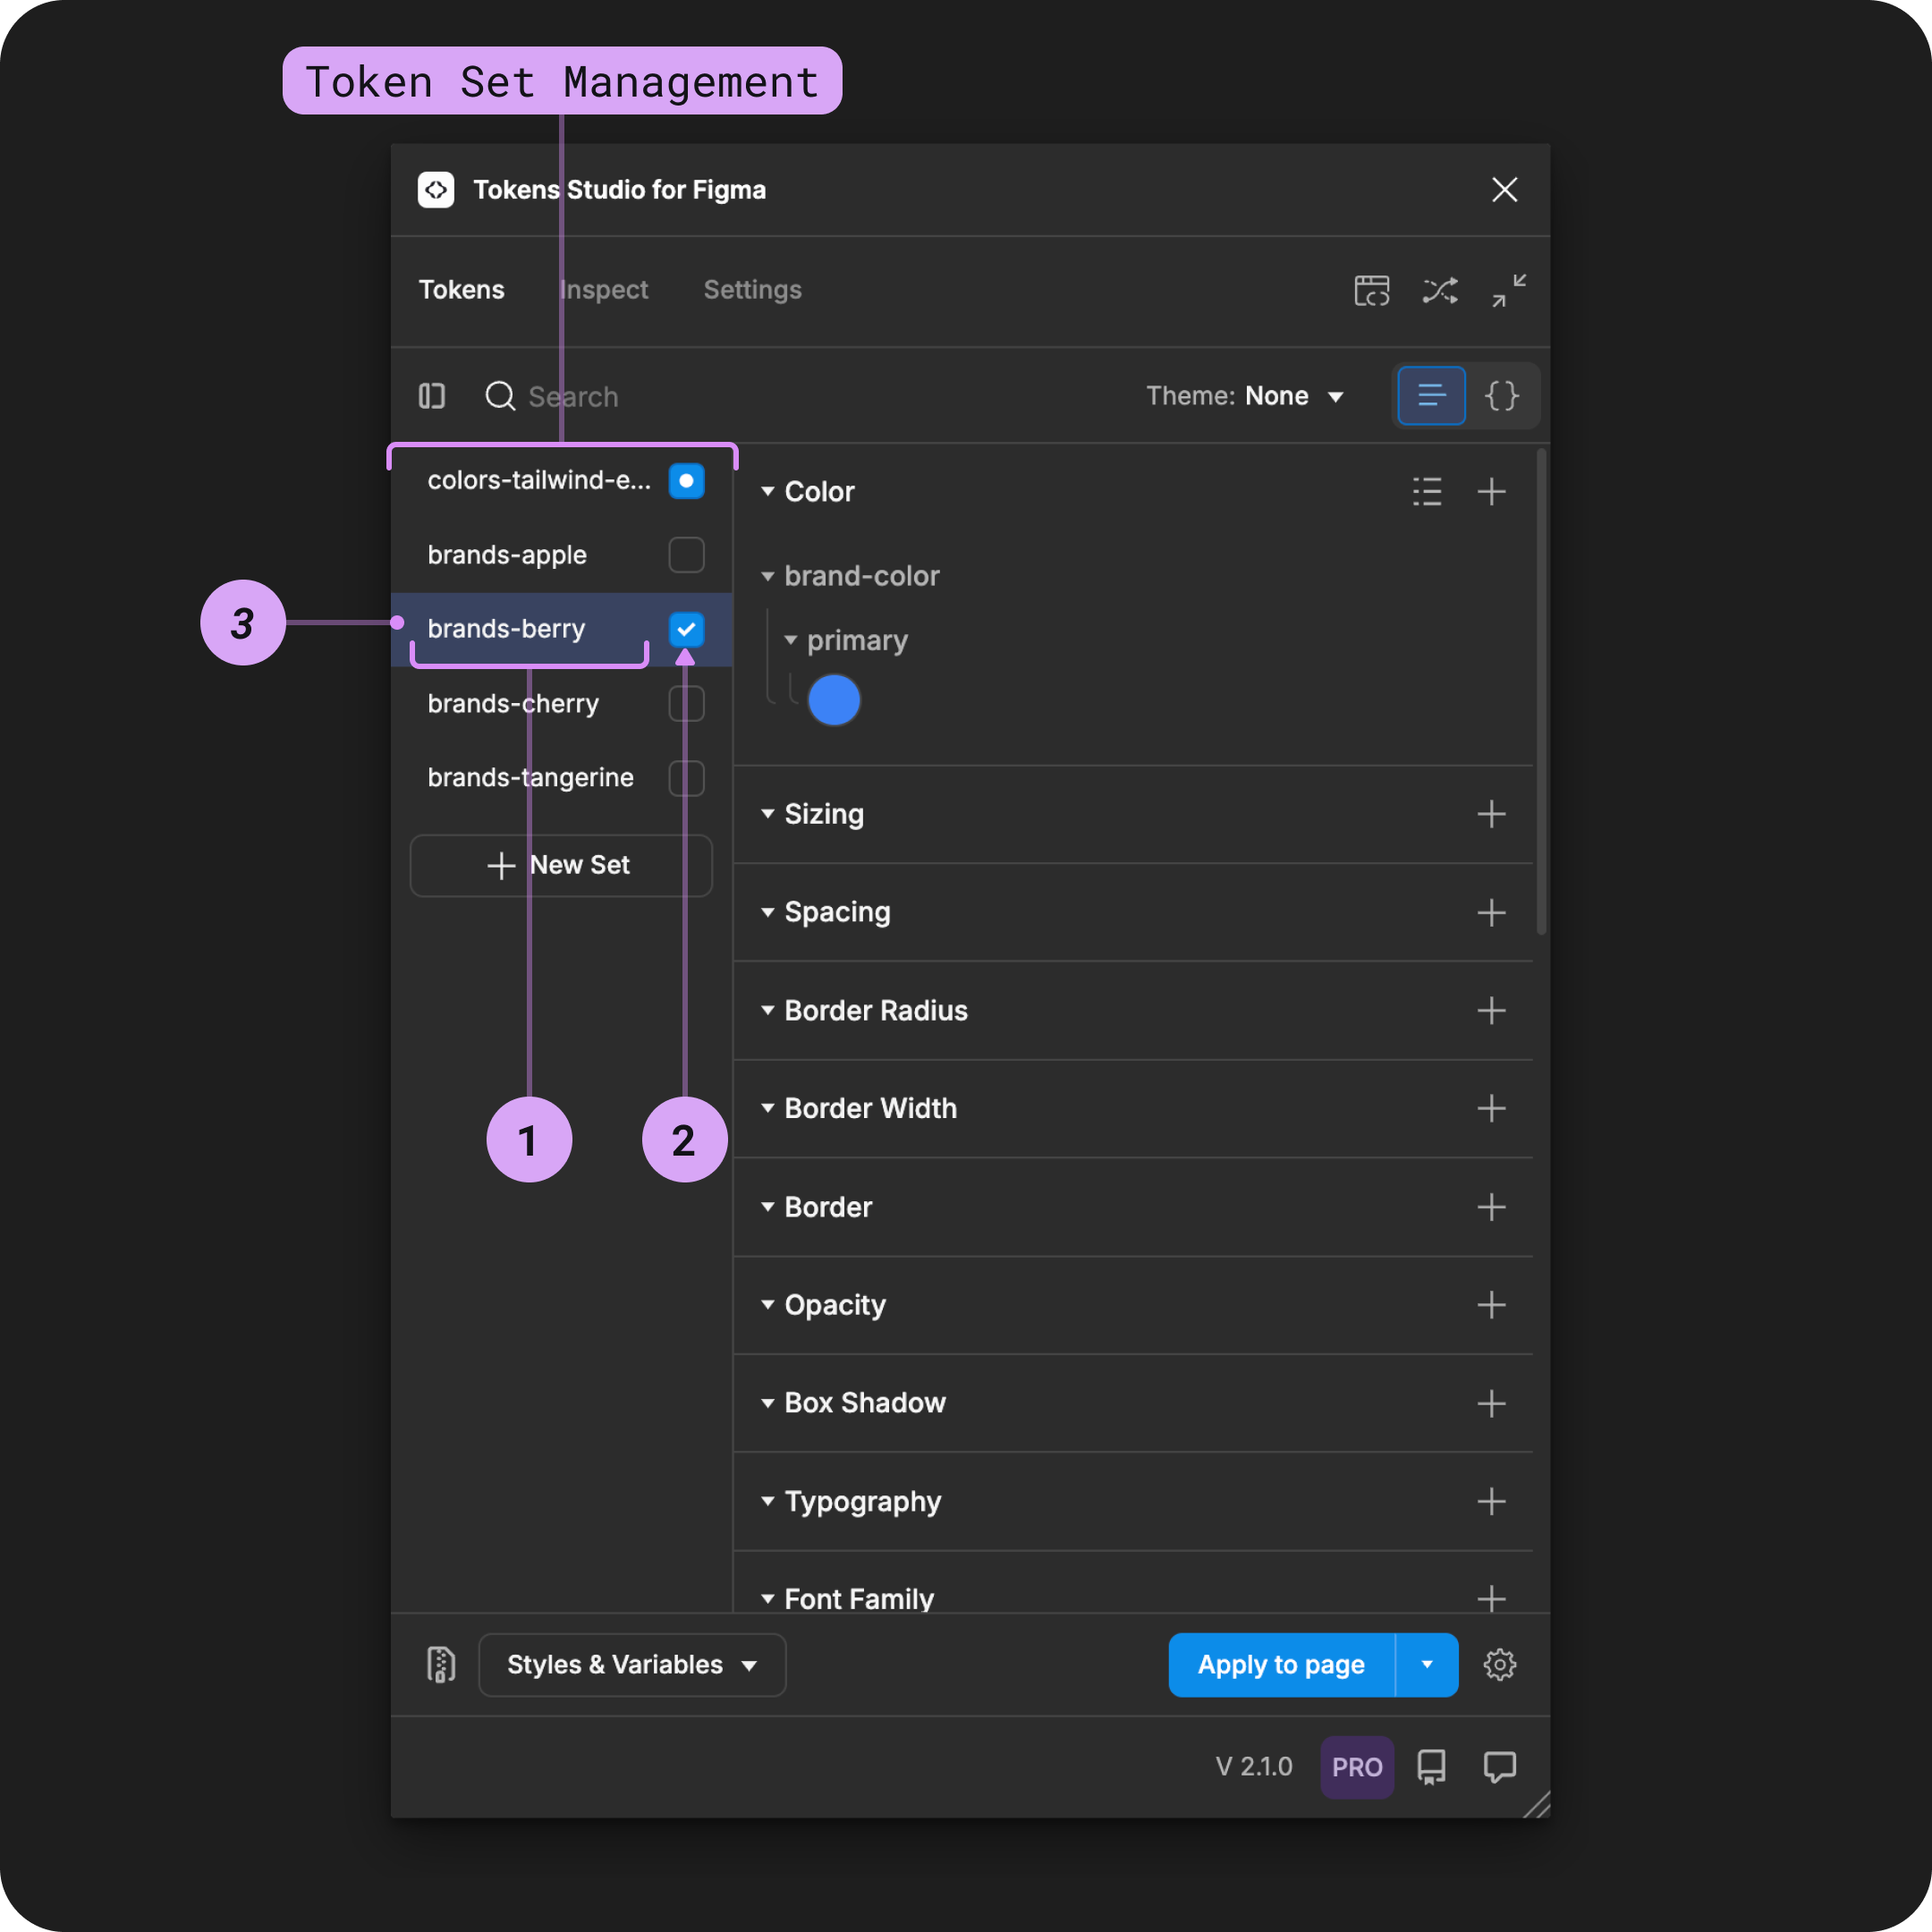 Token Set Management
Tokens Studio for Figma
Tokens Inspect Settings
Search Theme: None
colors-tailwind-e...
brands-apple
3 brands-berry
brands-cherry
brands-tangerine
New Set
1 2
Color
brand-color
primary
Sizing
Spacing
Border Radius
Border Width
Border
Opacity
Box Shadow
Typography
Font Family
Styles & Variables Apply to page
V 2.1.0 PRO